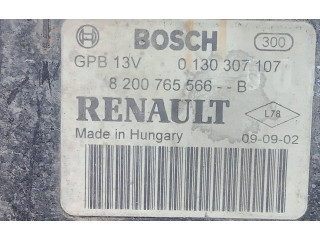 BOSCH 300
GPB 13V 0 130 307 107
8 200 765 566 -- B
RENAULT L78
Made in Hungary 09-09-02